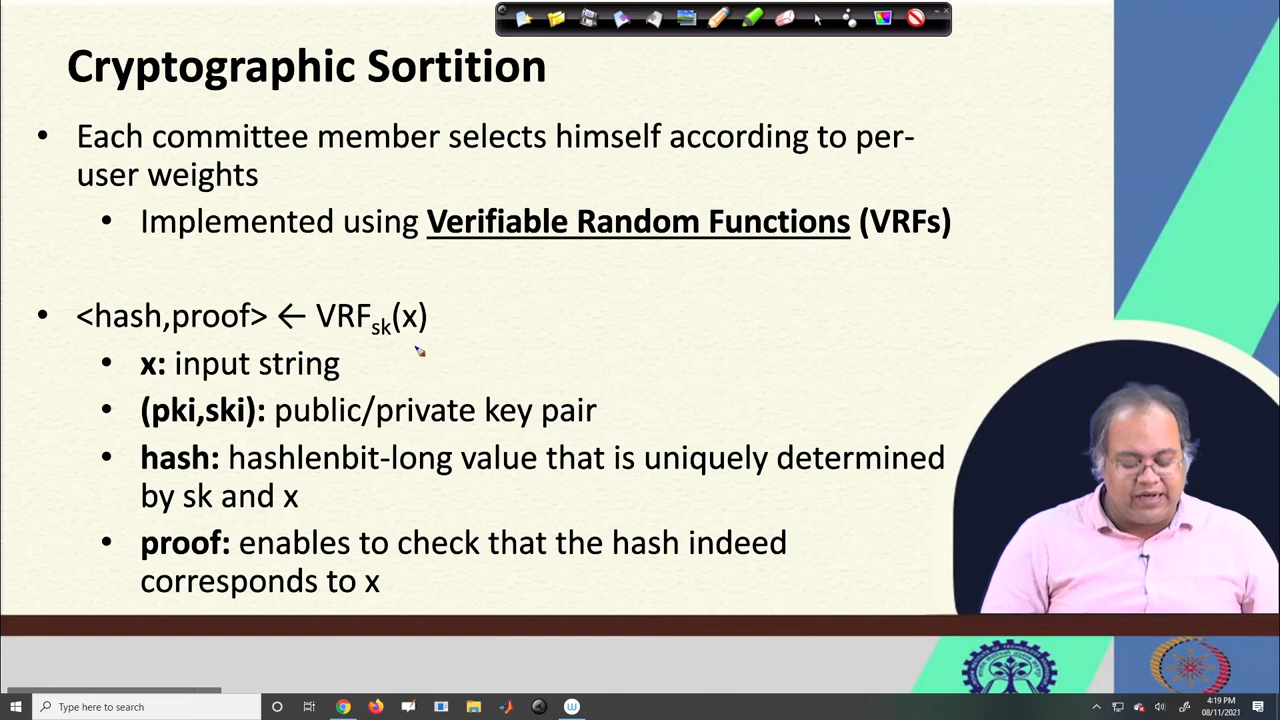 Cryptographic Sortition
• Each committee member selects himself according to per-
user weights
• Implemented using Verifiable Random Functions (VRFs)
• <hash,proof> ← VRFsk(x)
• x: input string
• (pki,ski): public/private key pair
• hash: hashlenbit-long value that is uniquely determined
by sk and x
• proof: enables to check that the hash indeed
corresponds to x
Type here to search
4:19 PM
08/11/2021